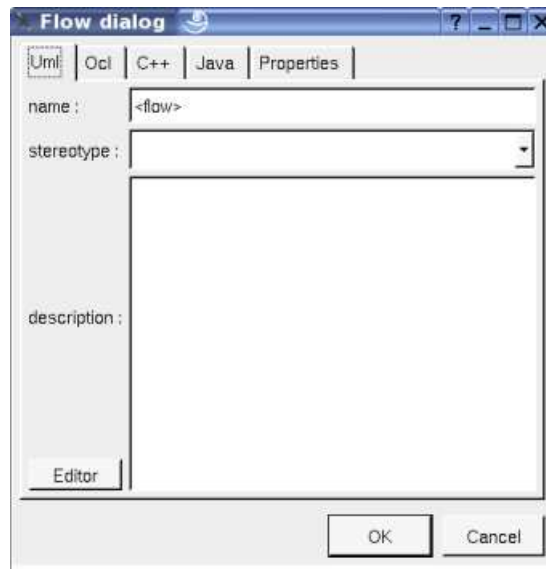 Flow dialog
Uml Ocl C++ Java Properties
name : <flow>
stereotype :
description :
Editor
OK Cancel